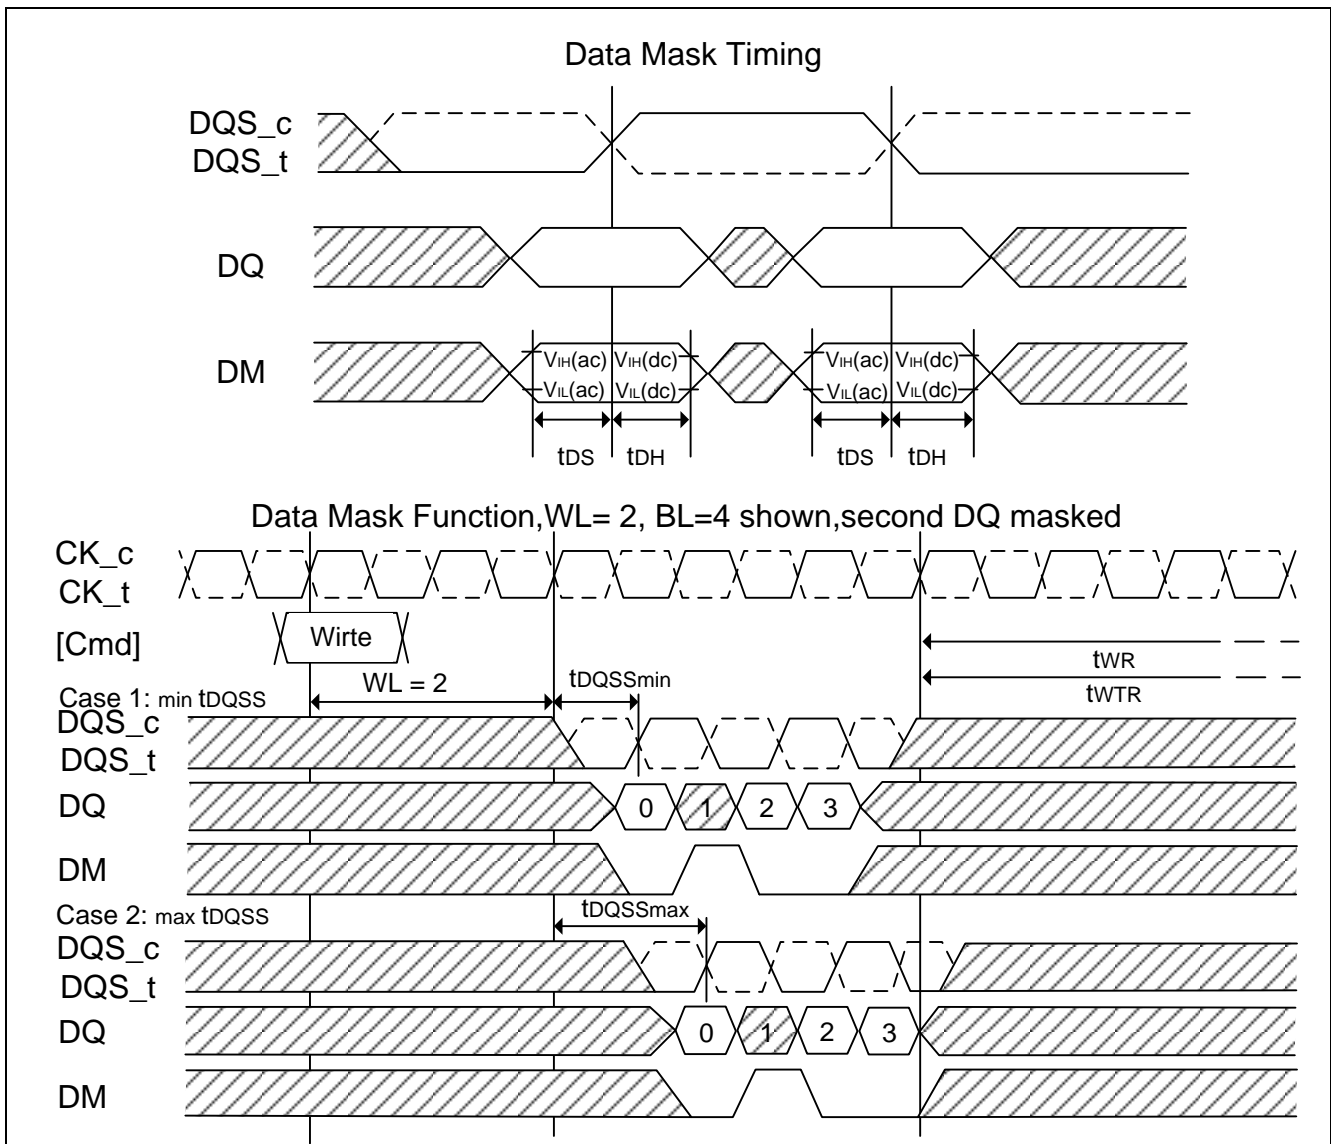 Data Mask Timing
DQS_c
DQS_t
DQ
DM
VIH(ac) VIH(dc) VIH(ac) VIH(dc)
VIL(ac) VIL(dc) VIL(ac) VIL(dc)
tDS tDH tDS tDH
Data Mask Function,WL= 2, BL=4 shown,second DQ masked
CK_c
CK_t
[Cmd] Wirte
tWR
WL = 2 tDQSSmin
tWTR
Case 1: min tDQSS
DQS_c
DQS_t
DQ 0 1 2 3
DM
Case 2: max tDQSS tDQSSmax
DQS_c
DQS_t
DQ 0 1 2 3
DM